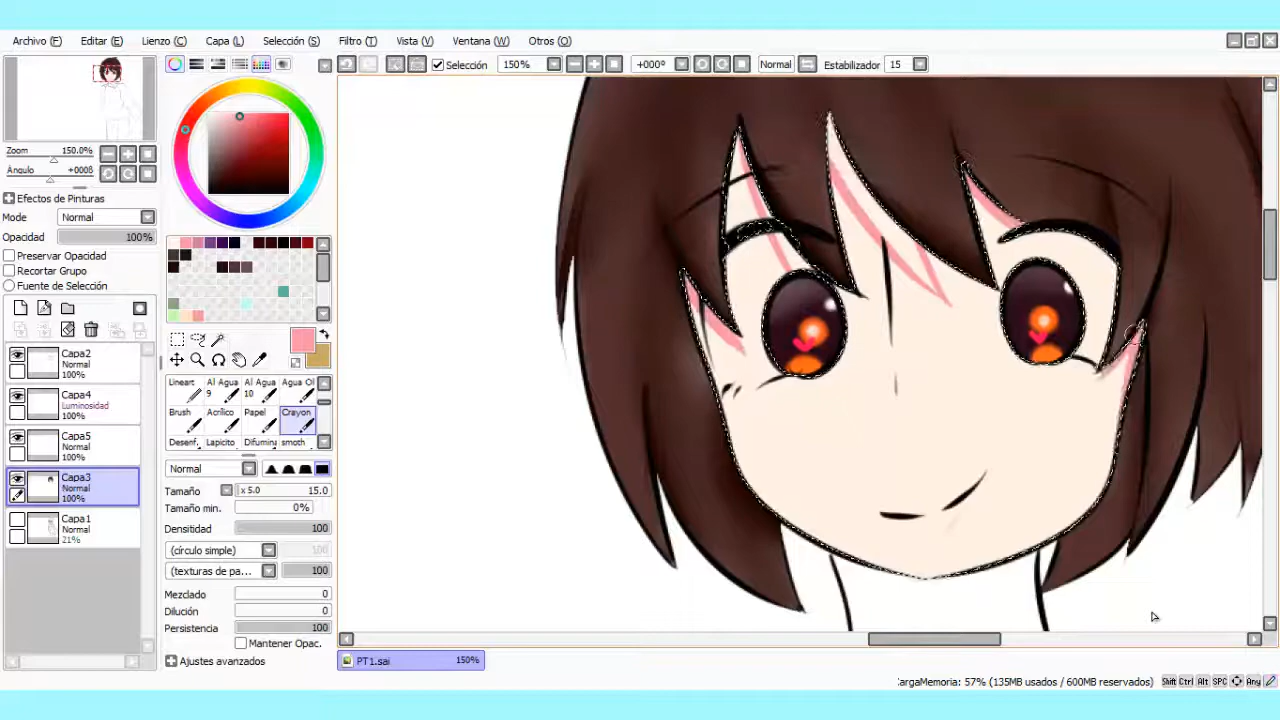 Archivo (F) Editar (E) Lienzo (C) Capa (L) Selección (S) Filtro (T) Vista (V) Ventana (W) Otros (O)
Selección 150% +000º Normal Estabilizador 15
Zoom 150.0%
Ángulo +0008
Efectos de Pinturas
Mode Normal
Opacidad 100%
Preservar Opacidad
Recortar Grupo
Fuente de Selección
Capa2
Normal
100%
Capa4
Luminosidad
100%
Capa5
Normal
100%
Capa3
Normal
100%
Capa1
Normal
21%
Lineart Al Agua 9 Al Agua 10 Agua Ol
Brush Acrílico Papel Crayon
Desenf. Lapicito Difumina smoth
Normal
Tamaño x 5.0 15.0
Tamaño min. 0%
Densitidad 100
(círculo simple) 100
(texturas de pa... 100
Mezclado 0
Dilución 0
Persistencia 100
Mantener Opac.
Ajustes avanzados
PT1.sai 150%
CargaMemoria: 57% (135MB usados / 600MB reservados) Shift Ctrl Alt SPC Any